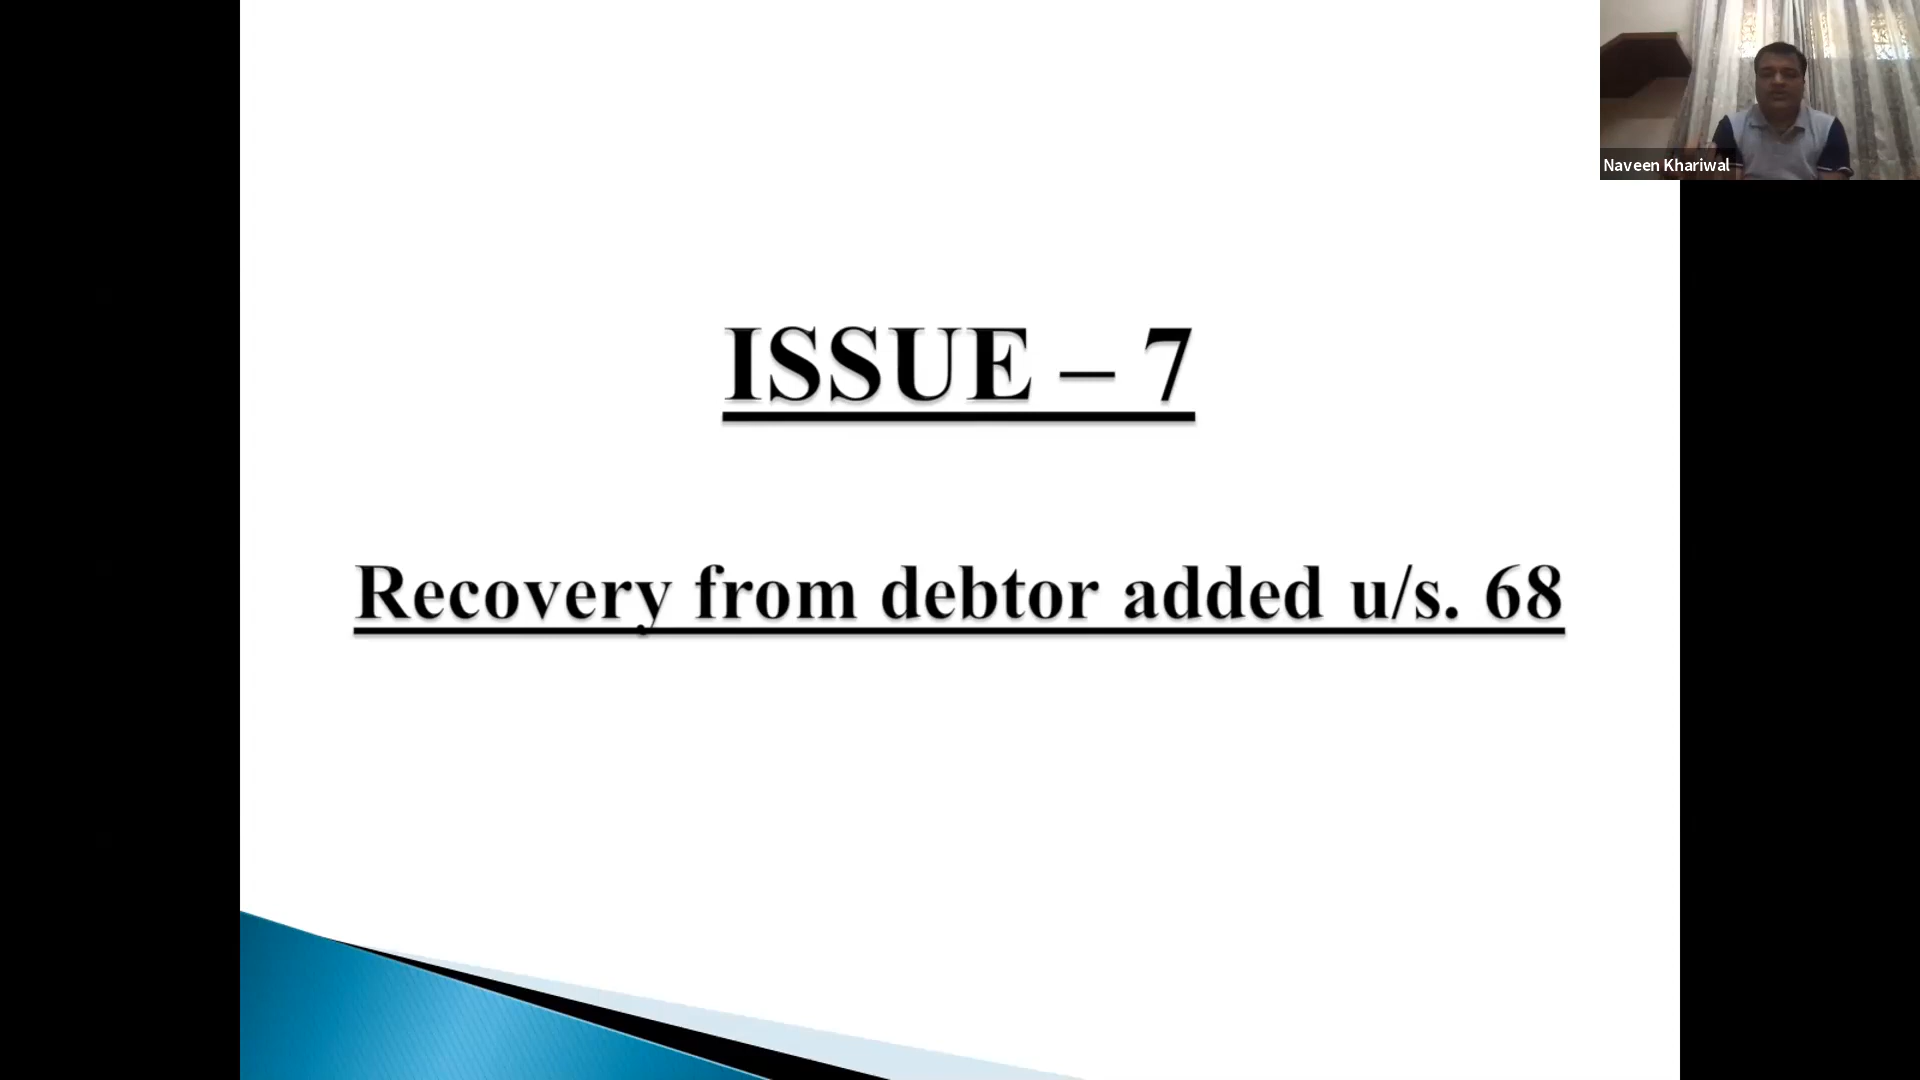 ISSUE – 7
Recovery from debtor added u/s. 68
Naveen Khariwal